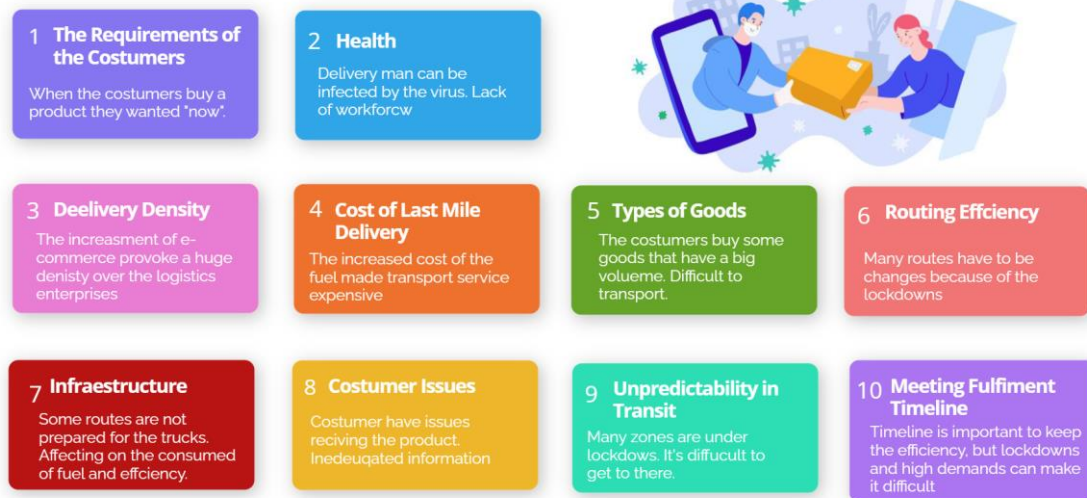 1 The Requirements of
the Costumers
When the costumers buy a
product they wanted "now".
2 Health
Delivery man can be
infected by the virus. Lack
of workforcw
3 Deelivery Density
The increasment of e-
commerce provoke a huge
denisty over the logistics
enterprises
4 Cost of Last Mile
Delivery
The increased cost of the
fuel made transport service
expensive
5 Types of Goods
The costumers buy some
goods that have a big
volueme. Difficult to
transport.
6 Routing Effciency
Many routes have to be
changes because of the
lockdowns
7 Infraestructure
Some routes are not
prepared for the trucks.
Affecting on the consumed
of fuel and effciency.
8 Costumer Issues
Costumer have issues
reciving the product.
Inedeuqated information
9 Unpredictability in
Transit
Many zones are under
lockdows. It's diffucult to
get to there.
10 Meeting Fulfiment
Timeline
Timeline is important to keep
the efficiency, but lockdowns
and high demands can make
it difficult